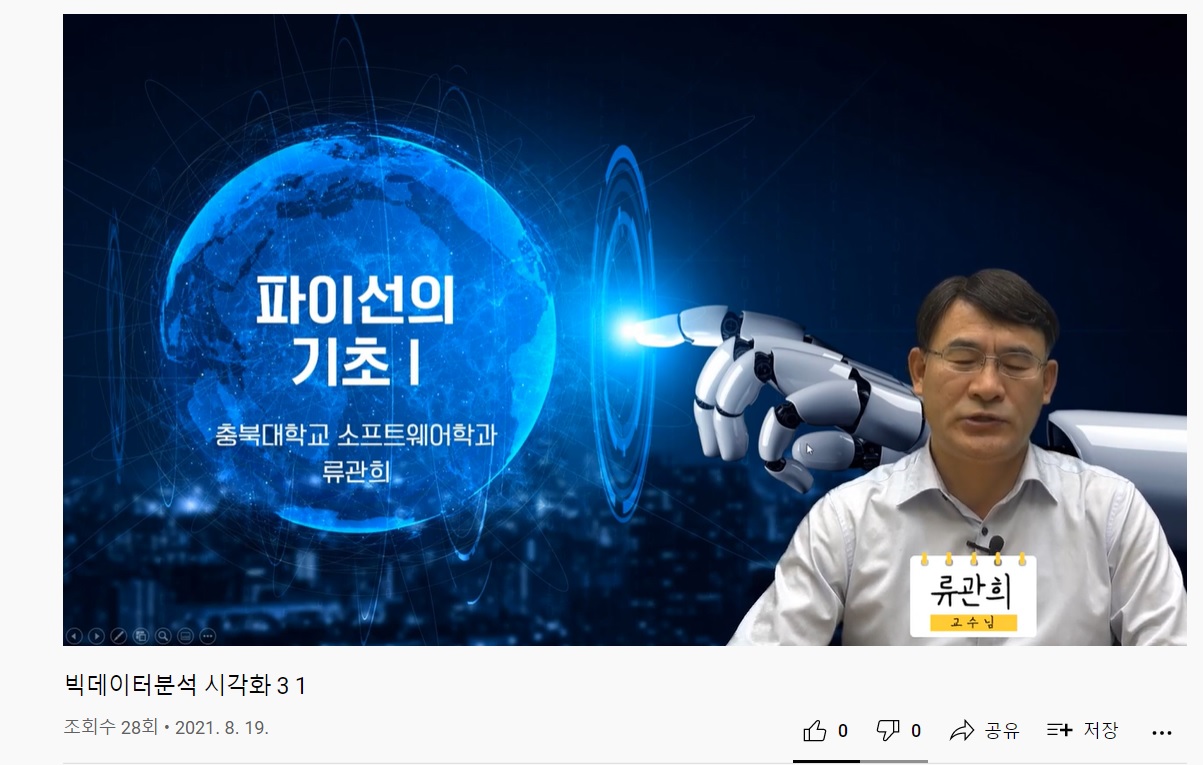 파이선의
기초 I
충북대학교 소프트웨어학과
류관희
류관희
교수님
빅데이터분석 시각화 3 1
조회수 28회 • 2021. 8. 19.
0 0 공유 저장